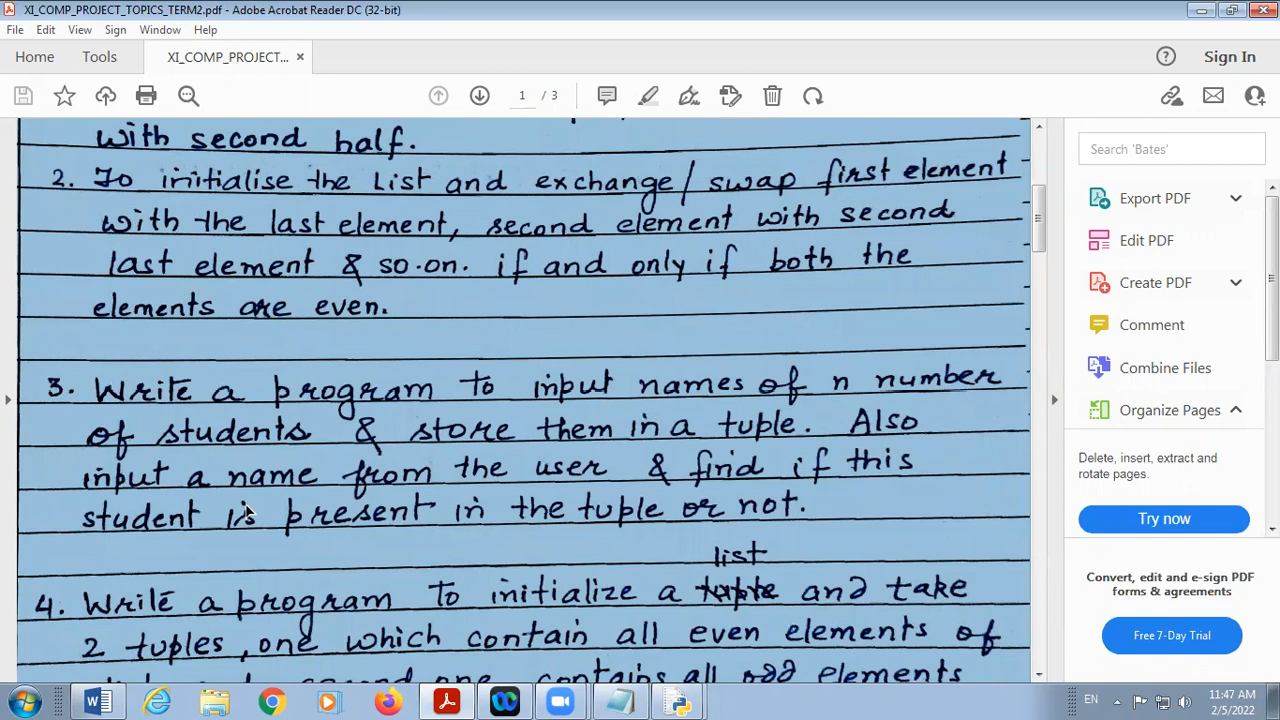 XI_COMP_PROJECT_TOPICS_TERM2.pdf - Adobe Acrobat Reader DC (32-bit)
File Edit View Sign Window Help
Home Tools XI_COMP_PROJECT... × Sign In
1 / 3
with second half.
2. To initialise the List and exchange/ swap first element
with the last element, second element with second
last element & so.on. if and only if both the
elements are even.
3. Write a program to input names of n number
of students & store them in a tuple. Also
input a name from the user & find if this
student is present in the tuple or not.
list
4. Write a program to initialize a tuple and take
2 tuples, one which contain all even elements of
second one contains all odd elements
Search 'Bates'
Export PDF
Edit PDF
Create PDF
Comment
Combine Files
Organize Pages
Delete, insert, extract and
rotate pages.
Try now
Convert, edit and e-sign PDF
forms & agreements
Free 7-Day Trial
EN
11:47 AM
2/5/2022